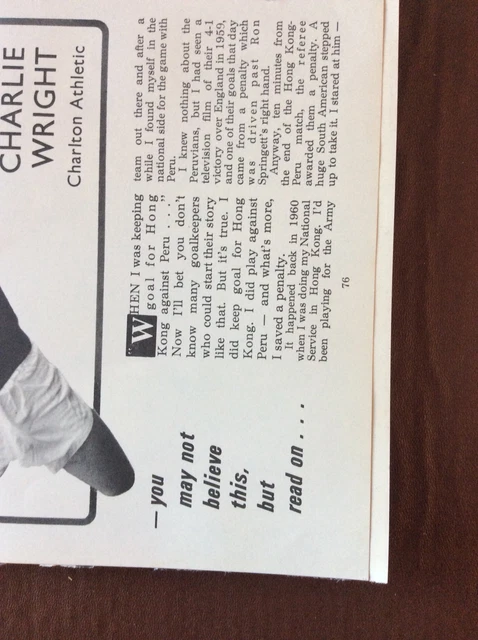 CHARLIE
WRIGHT
Charlton Athletic
— you
may not
believe
this,
but
read on . . .
"WHEN I was keeping
goal for Hong
Kong against Peru . . ."
Now I'll bet you don't
know many goalkeepers
who could start their story
like that. But it's true. I
did keep goal for Hong
Kong. I did play against
Peru — and what's more,
I saved a penalty.
It happened back in 1960
when I was doing my National
Service in Hong Kong. I'd
been playing for the Army
team out there and after a
while I found myself in the
national side for the game with
Peru.
I knew nothing about the
Peruvians, but I had seen a
television film of their 4-1
victory over England in 1959,
and one of their goals that day
came from a penalty which
was driven past Ron
Springett's right hand.
Anyway, ten minutes from
the end of the Hong Kong-
Peru match, the referee
awarded them a penalty. A
huge South American stepped
up to take it. I stared at him —
76